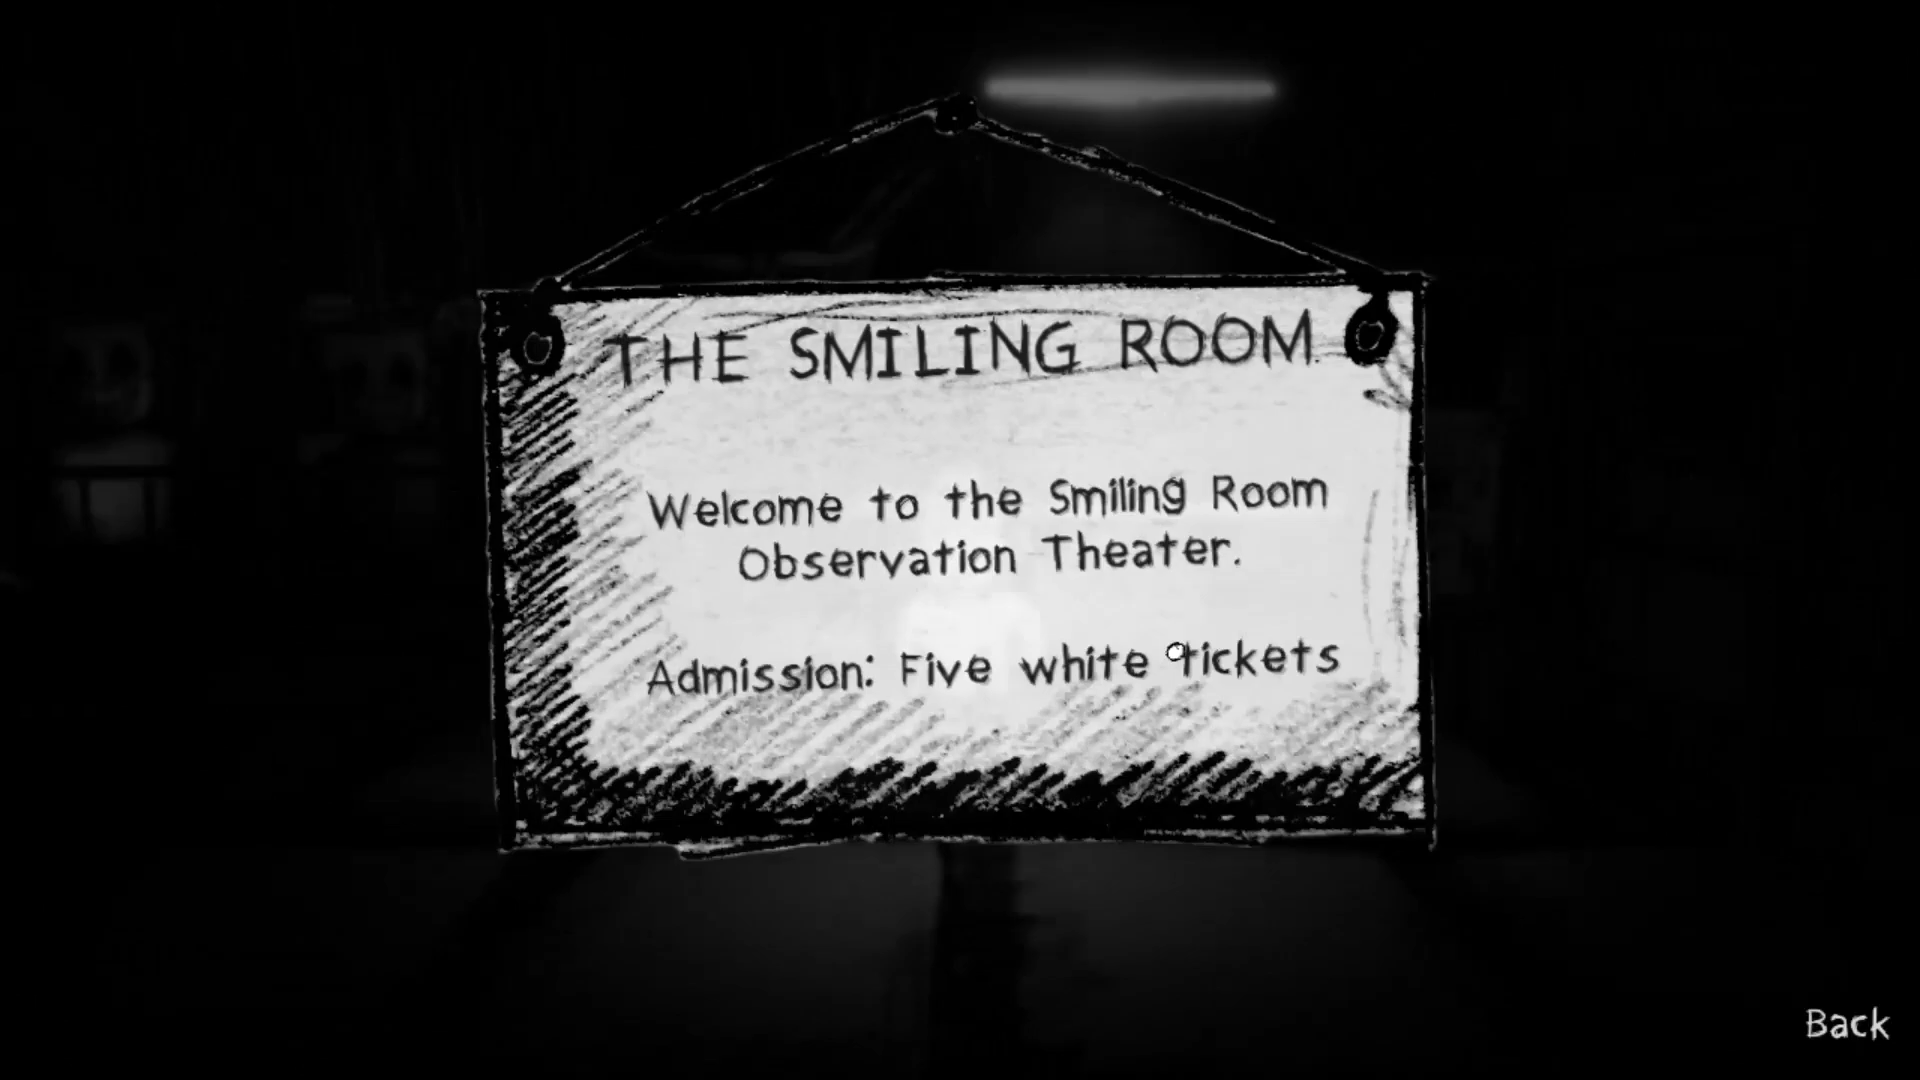 THE SMILING ROOM
Welcome to the Smiling Room
Observation Theater.
Admission: Five white tickets
Back